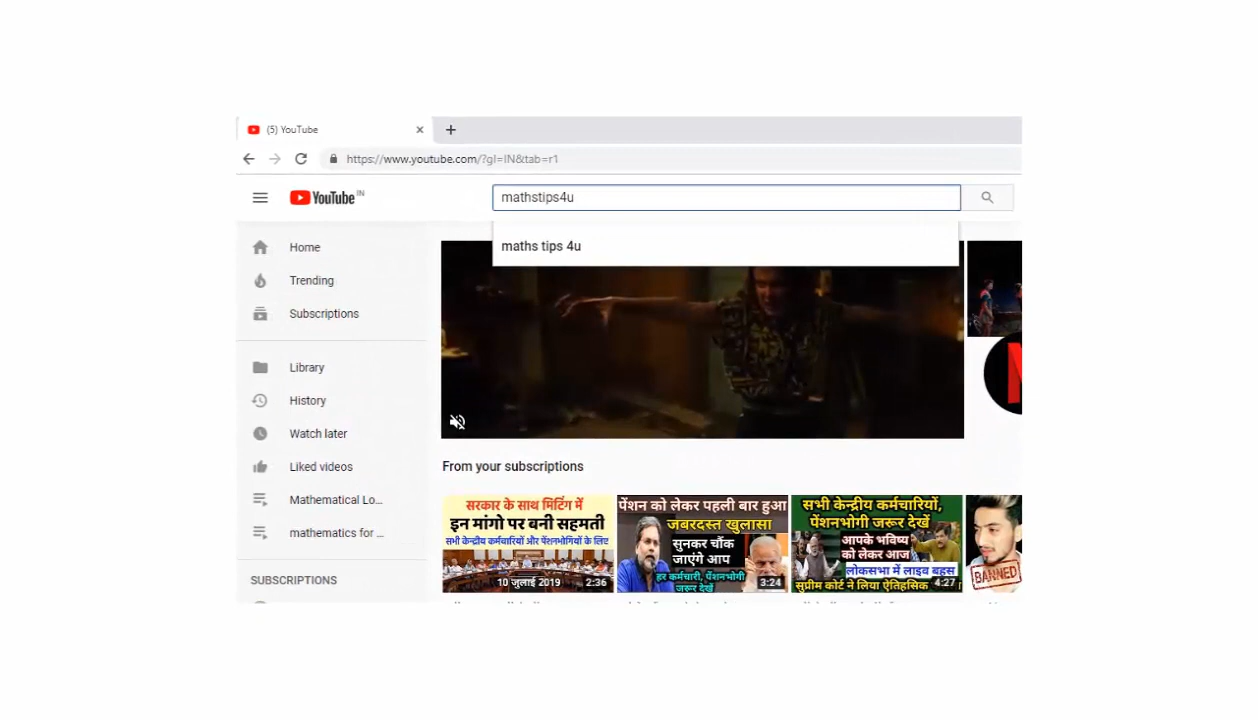 (5) YouTube
https://www.youtube.com/?gl=IN&tab=r1
YouTube IN
mathstips4u
maths tips 4u
Home
Trending
Subscriptions
Library
History
Watch later
Liked videos
Mathematical Lo...
mathematics for ...
SUBSCRIPTIONS
From your subscriptions
सरकार के साथ मिटिंग में
इन मांगो पर बनी सहमती
सभी केन्द्रीय कर्मचारियों और पेंशनभोगियों के लिए
10 जुलाई 2019
2:36
पेंशन को लेकर पहली बार हुआ
जबरदस्त खुलासा
सुनकर चौंक
जाएंगे आप
हर कर्मचारी, पेंशनभोगी
जरूर देखें
3:24
सभी केन्द्रीय कर्मचारियों,
पेंशनभोगी जरूर देखें
आपके भविष्य
को लेकर आज
लोकसभा में लाइव बहस
सुप्रीम कोर्ट ने लिया ऐतिहसिक
4:27
BANNED